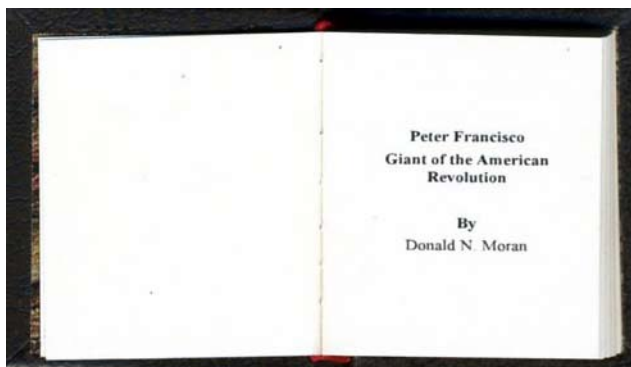 Peter Francisco
Giant of the American
Revolution
By
Donald N. Moran